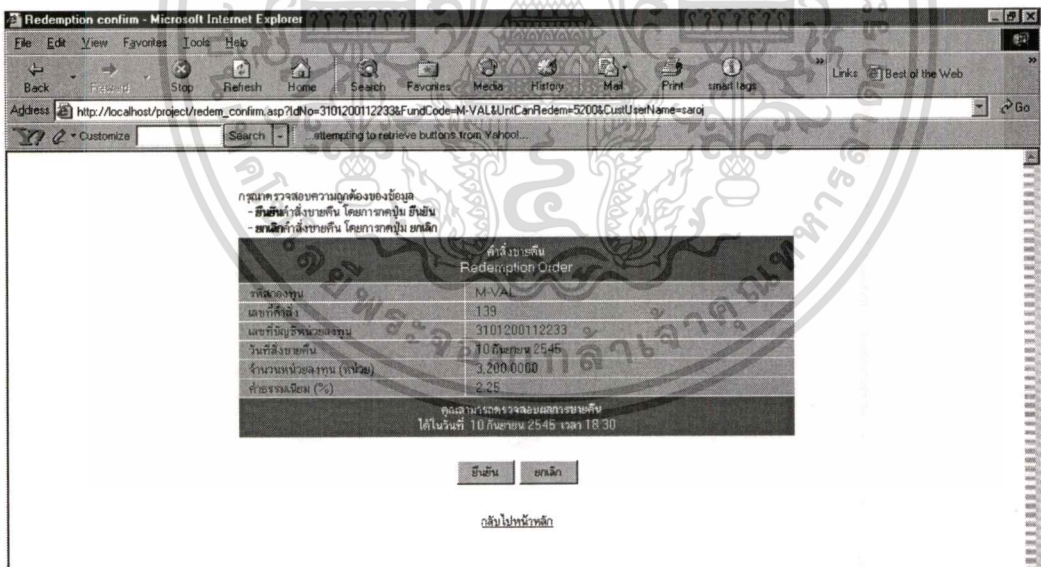 Redemption confirm - Microsoft Internet Explorer
File Edit View Favorites Tools Help
Back Forward Stop Refresh Home Search Favorites Media History Mail Print smart tags Links Best of the Web
Address http://localhost/project/redem_confirm.asp?IdNo=3101200112233&FundCode=M-VAL&UntCanRedem=5200&CustUserName=saroj Go
Customize Search ...attempting to retrieve buttons from Yahoo!...
กรุณาตรวจสอบความถูกต้องของข้อมูล
- ยืนยันคำสั่งขายคืน โดยการกดปุ่ม ยืนยัน
- ยกเลิกคำสั่งขายคืน โดยการกดปุ่ม ยกเลิก
คำสั่งขายคืน
Redemption Order
รหัสกองทุน M-VAL
เลขที่คำสั่ง 139
เลขที่บัญชีหน่วยลงทุน 3101200112233
วันที่สั่งขายคืน 10 กันยายน 2545
จำนวนหน่วยลงทุน (หน่วย) 3,200.0000
ค่าธรรมเนียม (%) 2.25
คุณสามารถตรวจสอบผลการขายคืน
ได้ในวันที่ 10 กันยายน 2545 เวลา 18:30
ยืนยัน ยกเลิก
กลับไปหน้าหลัก